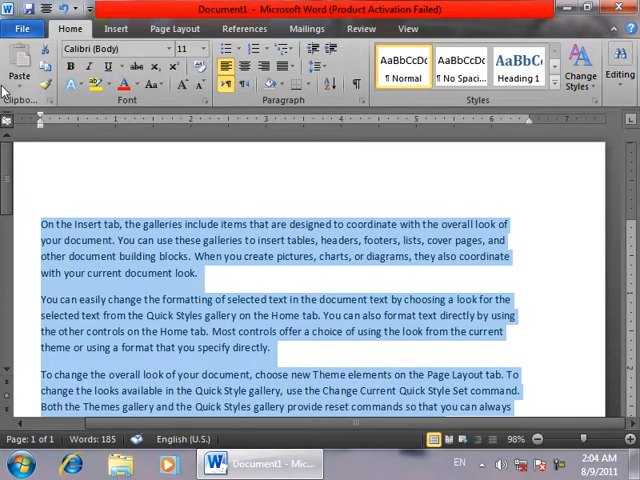 Document1 - Microsoft Word (Product Activation Failed)
File Home Insert Page Layout References Mailings Review View
Calibri (Body) 11
Paste
Clipbo... Font Paragraph Styles
AaBbCcDc AaBbCcDc AaBbCc
¶ Normal ¶ No Spaci... Heading 1
Change Styles
Editing
1 2 3 4 5 6 7
On the Insert tab, the galleries include items that are designed to coordinate with the overall look of
your document. You can use these galleries to insert tables, headers, footers, lists, cover pages, and
other document building blocks. When you create pictures, charts, or diagrams, they also coordinate
with your current document look.
You can easily change the formatting of selected text in the document text by choosing a look for the
selected text from the Quick Styles gallery on the Home tab. You can also format text directly by using
the other controls on the Home tab. Most controls offer a choice of using the look from the current
theme or using a format that you specify directly.
To change the overall look of your document, choose new Theme elements on the Page Layout tab. To
change the looks available in the Quick Style gallery, use the Change Current Quick Style Set command.
Both the Themes gallery and the Quick Styles gallery provide reset commands so that you can always
Page: 1 of 1 Words: 185 English (U.S.) 98%
Document1 - Mic... EN 2:04 AM
8/9/2011